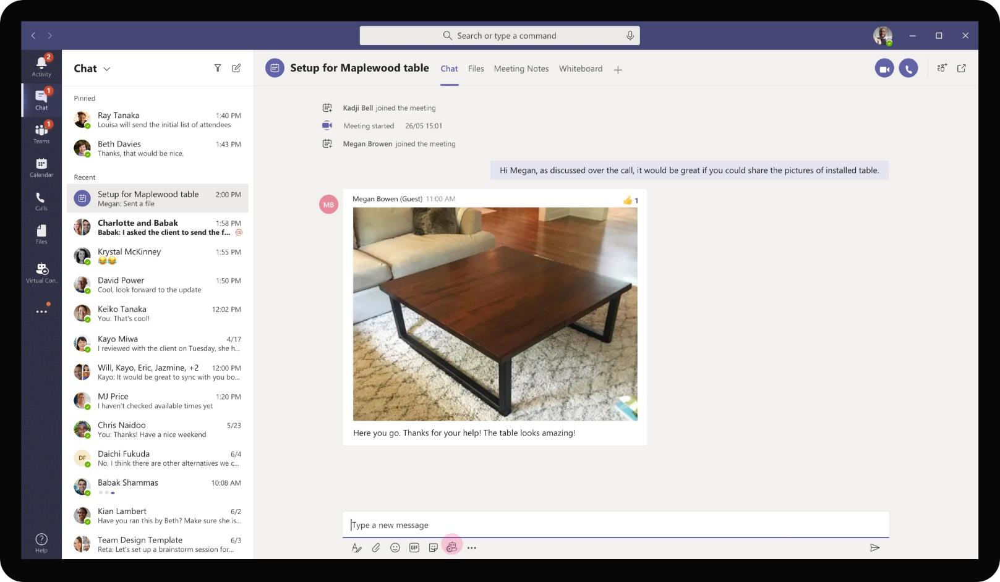 Search or type a command
2
Activity
1
Chat
1
Teams
Calendar
Calls
Files
Virtual Con..
Help
Chat
Pinned
Ray Tanaka 1:40 PM
Louisa will send the initial list of attendees
Beth Davies 1:43 PM
Thanks, that would be nice.
Recent
Setup for Maplewood table 2:00 PM
Megan: Sent a file
Charlotte and Babak 1:58 PM
Babak: I asked the client to send the f... @
Krystal McKinney 1:55 PM
😂😂
David Power 1:50 PM
Cool, look forward to the update
Keiko Tanaka 12:02 PM
You: That's cool!
Kayo Miwa 4/17
I reviewed with the client on Tuesday, she h...
Will, Kayo, Eric, Jazmine, +2 12:00 PM
Kayo: It would be great to sync with you bo...
MJ Price 1:20 PM
I haven't checked available times yet
Chris Naidoo 5/23
You: Thanks! Have a nice weekend
DF
Daichi Fukuda 6/4
No, I think there are other alternatives we c...
Babak Shammas 10:08 AM
Kian Lambert 6/2
Have you ran this by Beth? Make sure she is...
Team Design Template 6/3
Reta: Let's set up a brainstorm session for...
Setup for Maplewood table Chat Files Meeting Notes Whiteboard
Kadji Bell joined the meeting
Meeting started 26/05 15:01
Megan Browen joined the meeting
Hi Megan, as discussed over the call, it would be great if you could share the pictures of installed table.
MB
Megan Bowen (Guest) 11:00 AM 👍 1
Here you go. Thanks for your help! The table looks amazing!
Type a new message
GIF